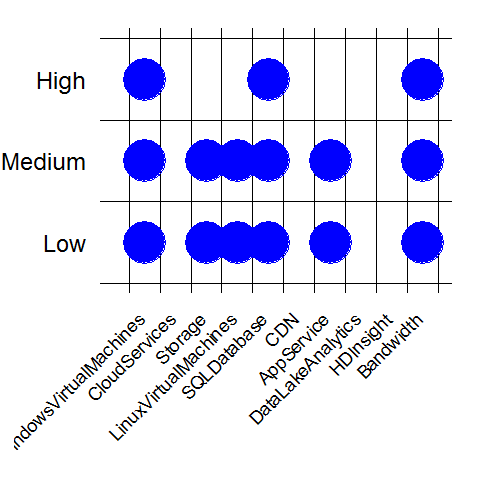 High
Medium
Low
ndowsVirtualMachines
CloudServices
Storage
LinuxVirtualMachines
SQLDatabase
CDN
AppService
DataLakeAnalytics
HDInsight
Bandwidth